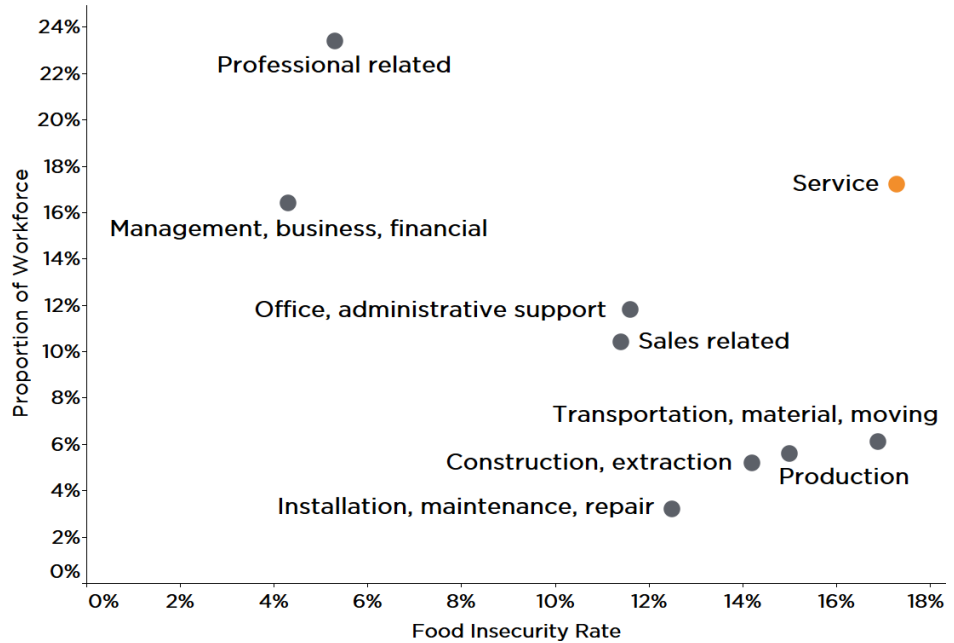 24%
Professional related
22%
20%
18%
Service
16%
Management, business, financial
14%
12%
Office, administrative support
Sales related
10%
8%
Transportation, material, moving
6%
Construction, extraction
Production
4%
Installation, maintenance, repair
2%
0%
Proportion of Workforce
0% 2% 4% 6% 8% 10% 12% 14% 16% 18%
Food Insecurity Rate